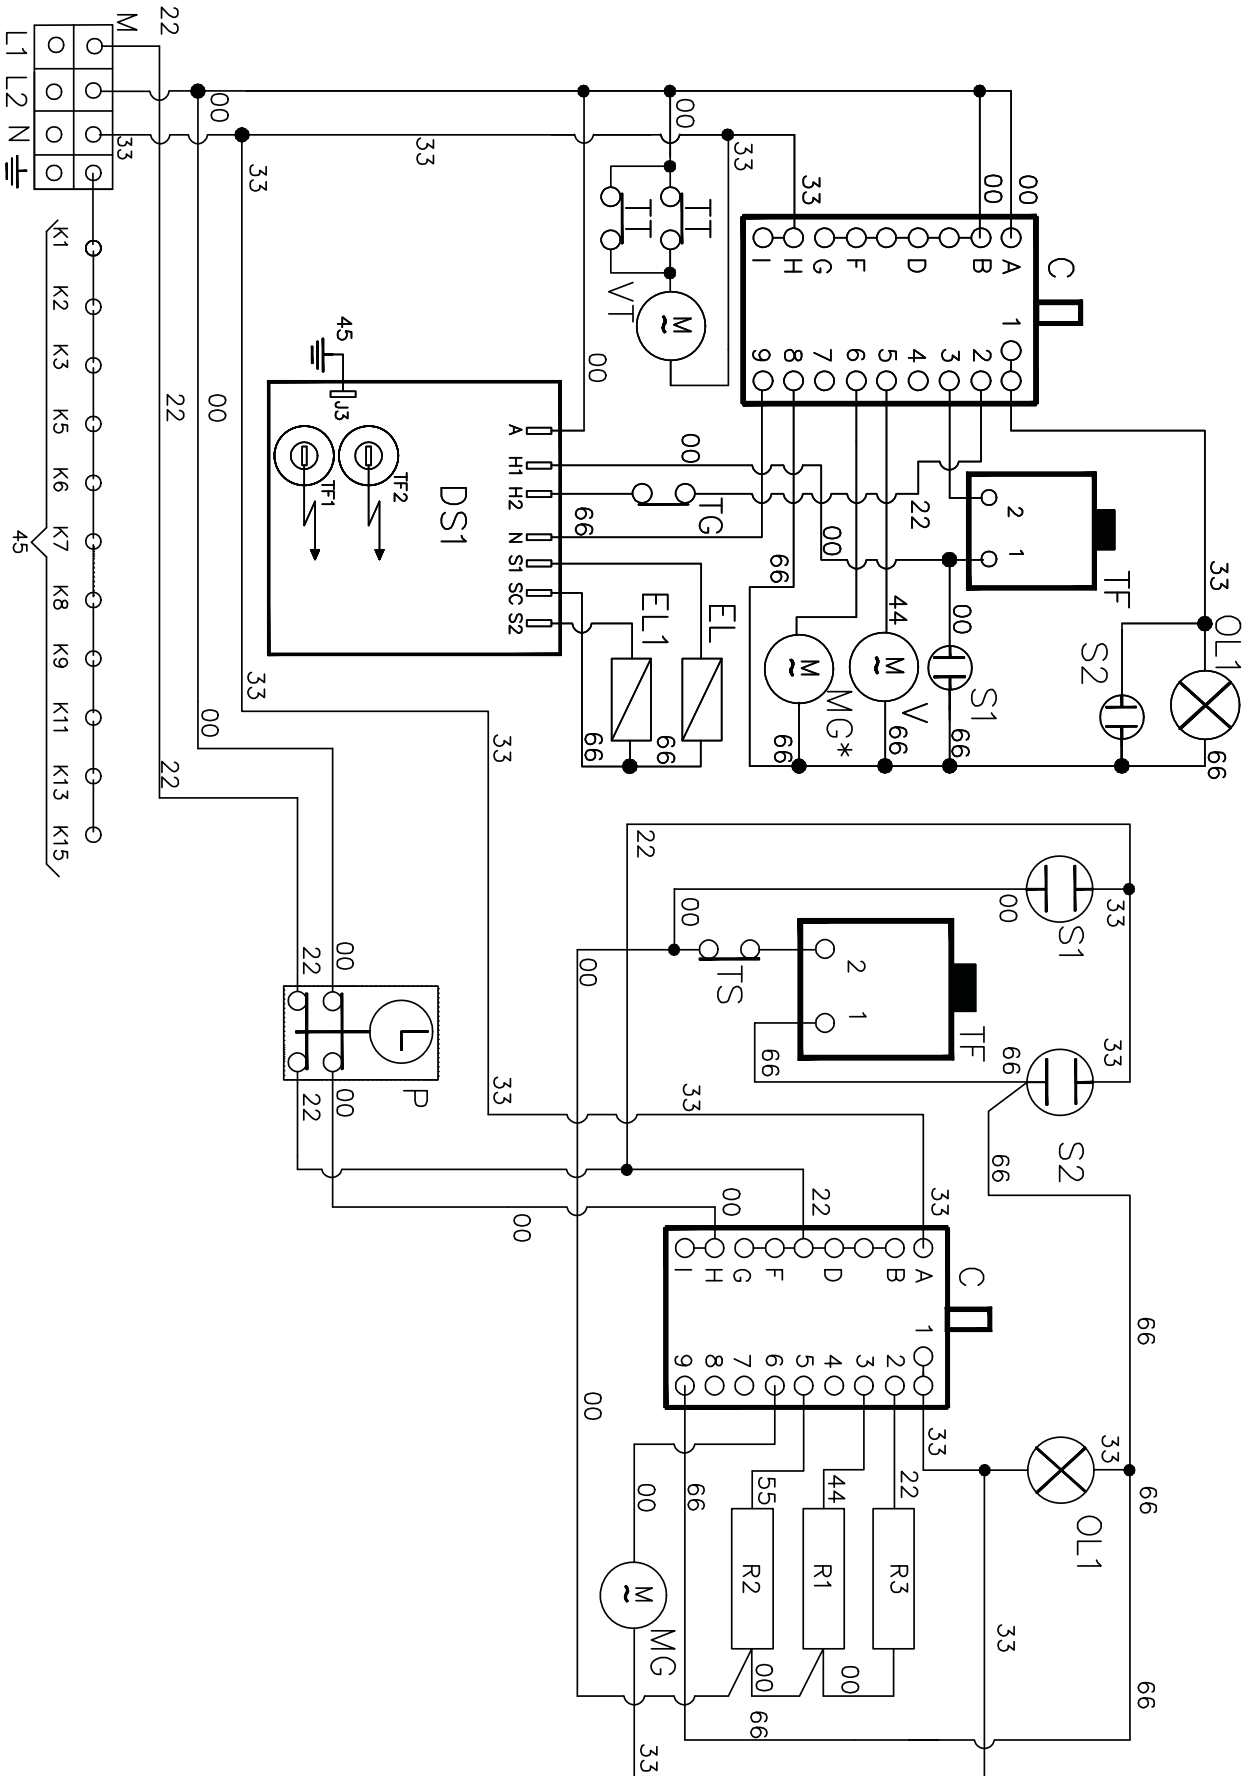 OL1
33
66
66
66
66
TF
S2
33
33
33
OL1
C
S1
S2
00
A
1
2
1
00
66
66
33
00
B
2
S1
TF
C
3
00
66
33
A
1
33
D
4
22
B
2
22
5
44
66
V
2
1
D
3
44
R3
4
F
6
00
MG*
22
5
R1
00
33
G
7
66
66
TS
66
F
6
55
R2
00
H
8
G
7
66
I
9
00
H
8
33
TT
TG
EL
00
33
I
9
66
00
00
66
MG
TT
EL1
22
00
33
VT
00
66
66
00
00
A
H1
H2
N
S1
SC
S2
00
DS1
33
33
33
33
TF2
P
45
J3
TF1
00
00
22
22
33
33
00
00
00
22
22
22
M
33
L1
L2
N
K1
K2
K3
K5
K6
K7
K8
K9
K11
K13
K15
45